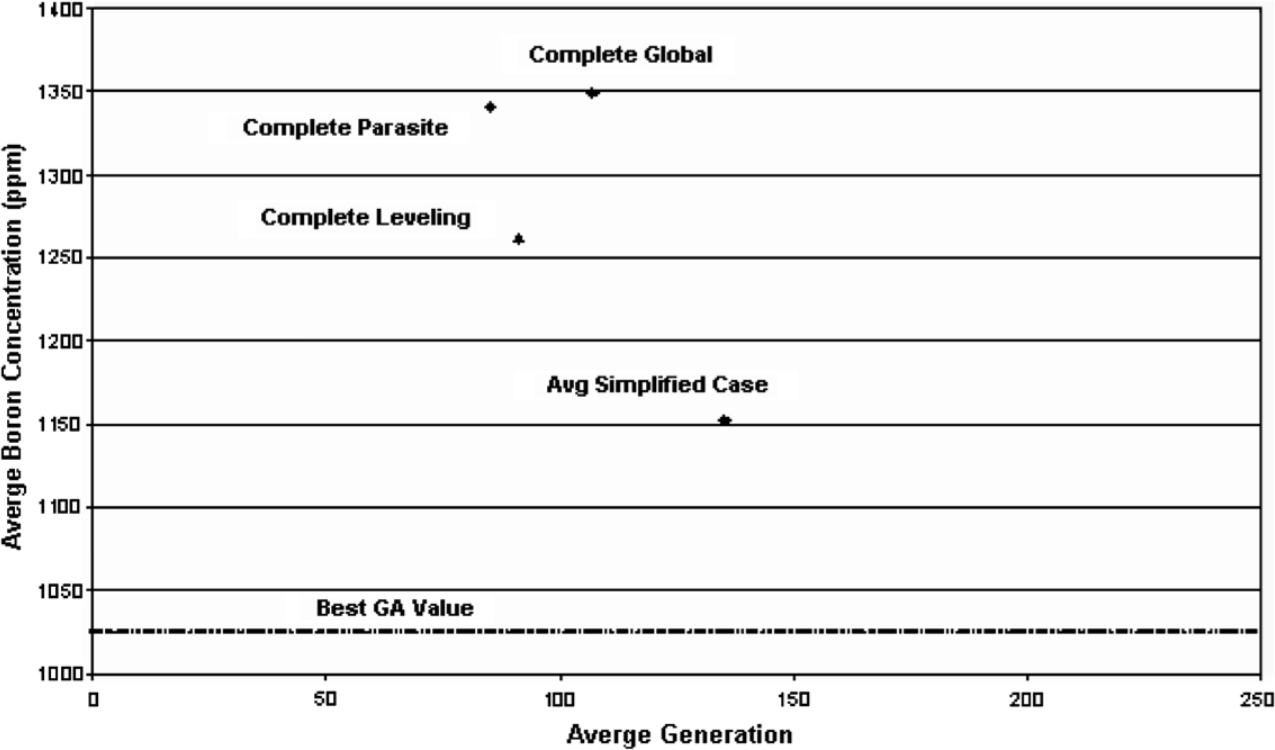 1400
Complete Global
1350
Complete Parasite
1300
Complete Leveling
1250
1200
Avg Simplified Case
1150
1100
1050
Best GA Value
1000
0 50 100 150 200 250
Averge Generation
Averge Boron Concentration (ppm)